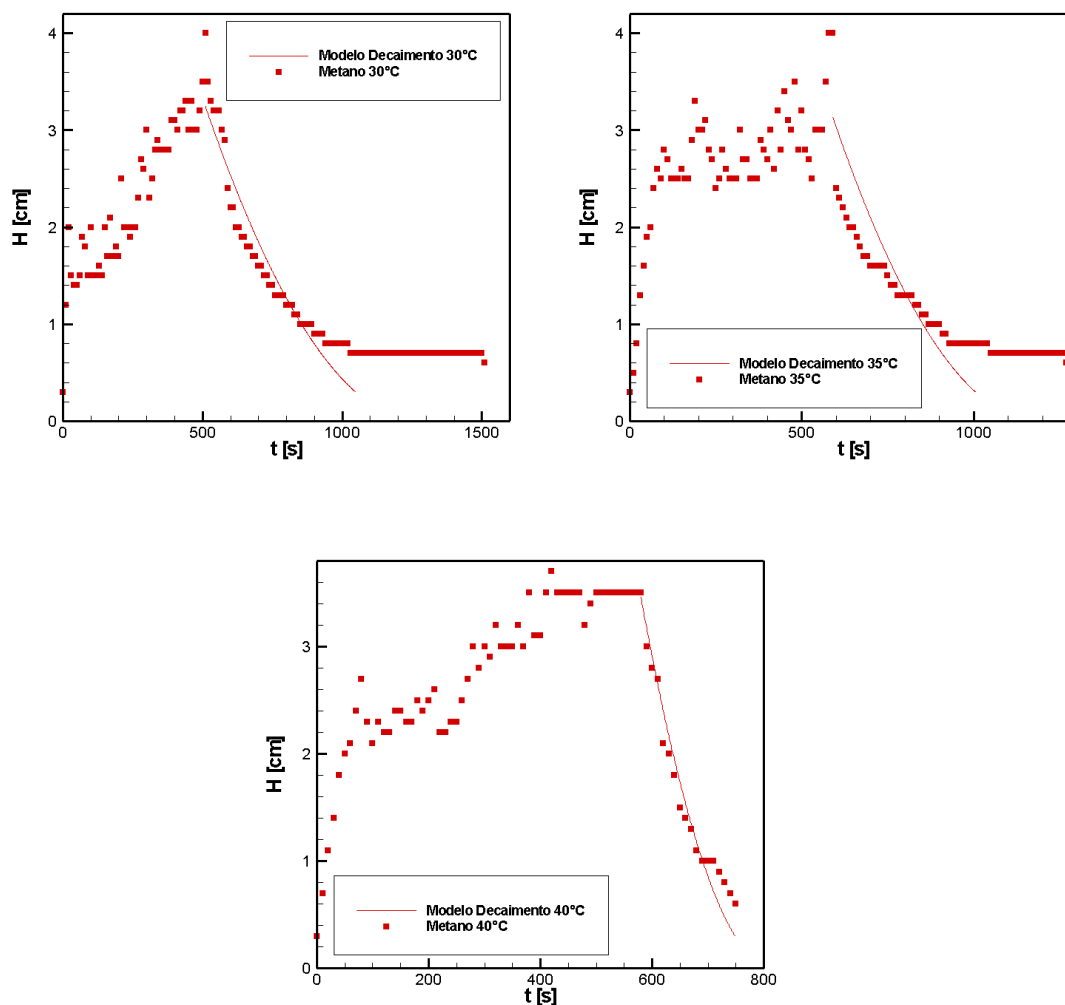 4
3
2
1
0
H [cm]
Modelo Decaimento 30°C
Metano 30°C
0
500
1000
1500
t [s]
4
3
2
1
0
H [cm]
Modelo Decaimento 35°C
Metano 35°C
0
500
1000
t [s]
3
2
1
0
H [cm]
Modelo Decaimento 40°C
Metano 40°C
0
200
400
600
800
t [s]